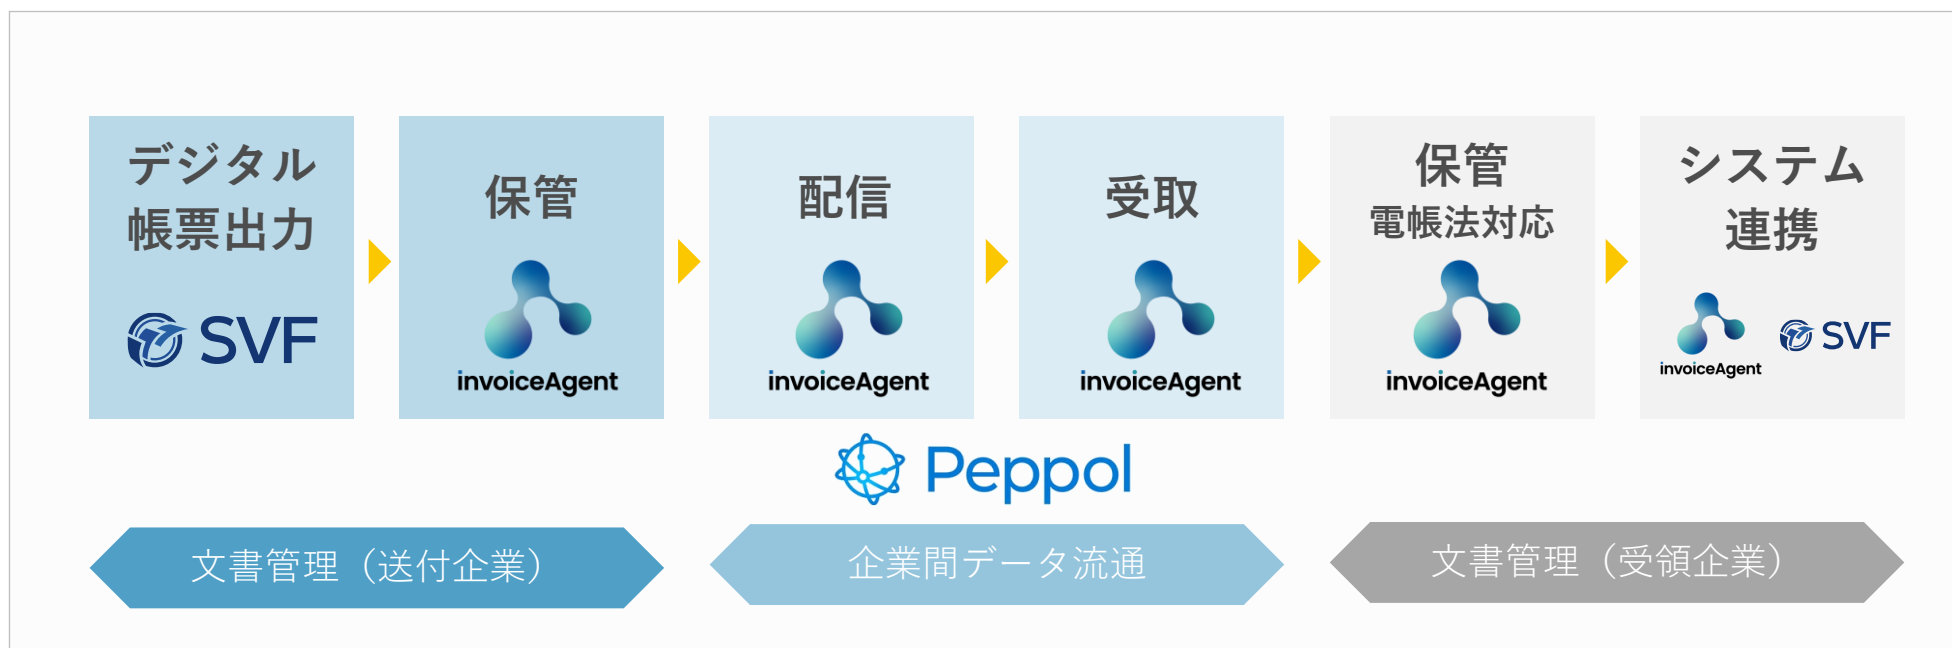 デジタル
帳票出力
SVF
保管
invoiceAgent
配信
invoiceAgent
受取
invoiceAgent
保管
電帳法対応
invoiceAgent
システム
連携
invoiceAgent
SVF
Peppol
文書管理（送付企業）
企業間データ流通
文書管理（受領企業）